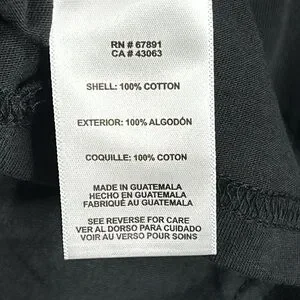 RN # 67891
CA # 43063
SHELL: 100% COTTON
EXTERIOR: 100% ALGODÓN
COQUILLE: 100% COTON
MADE IN GUATEMALA
HECHO EN GUATEMALA
FABRIQUÉ AU GUATEMALA
SEE REVERSE FOR CARE
VER AL DORSO PARA CUIDADO
VOIR AU VERSO POUR SOINS